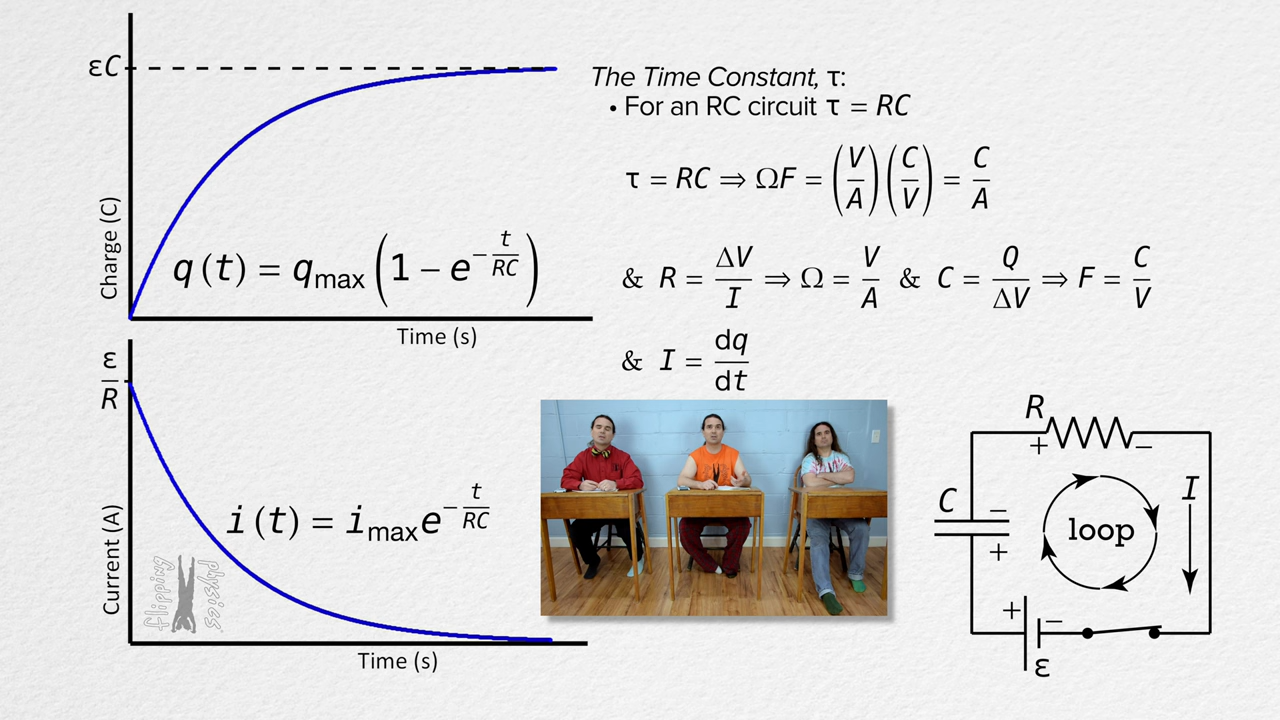 εC
Charge (C)
q(t) = q_max (1 − e^(−t/RC))
Time (s)
ε
R
Current (A)
i(t) = i_max e^(−t/RC)
flipping physics
Time (s)
The Time Constant, τ:
• For an RC circuit τ = RC
τ = RC ⇒ ΩF = (V/A)(C/V) = C/A
& R = ΔV/I ⇒ Ω = V/A & C = Q/ΔV ⇒ F = C/V
& I = dq/dt
R
+ −
C
−
+
loop
I
+ −
ε